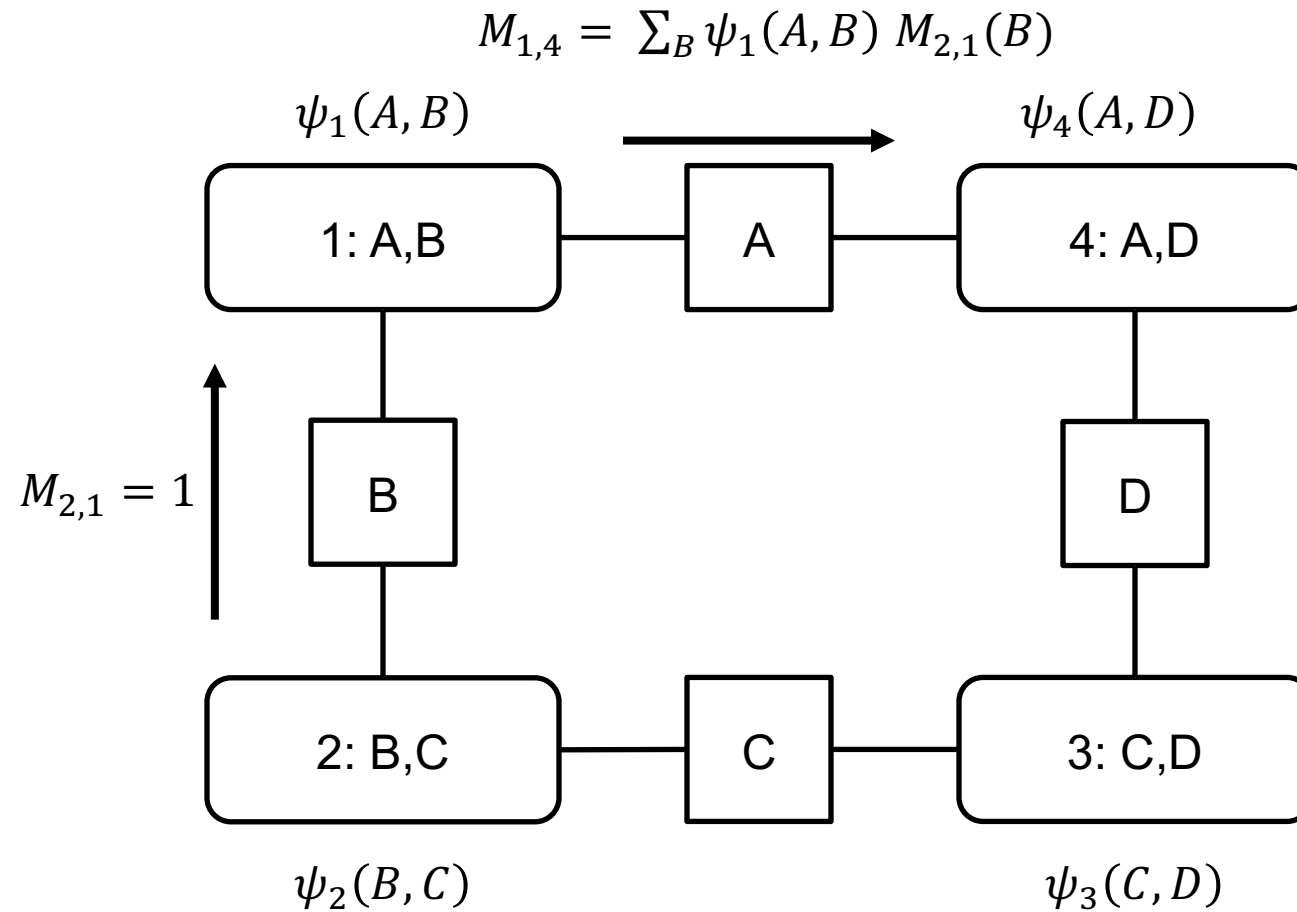 M_{1,4} = ∑_B ψ_1(A, B) M_{2,1}(B)
ψ_1(A, B)
ψ_4(A, D)
1: A,B
A
4: A,D
M_{2,1} = 1
B
D
2: B,C
C
3: C,D
ψ_2(B, C)
ψ_3(C, D)